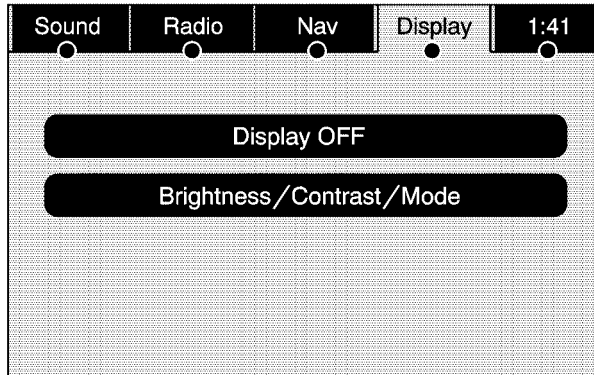 Sound Radio Nav Display 1:41
Display OFF
Brightness/Contrast/Mode